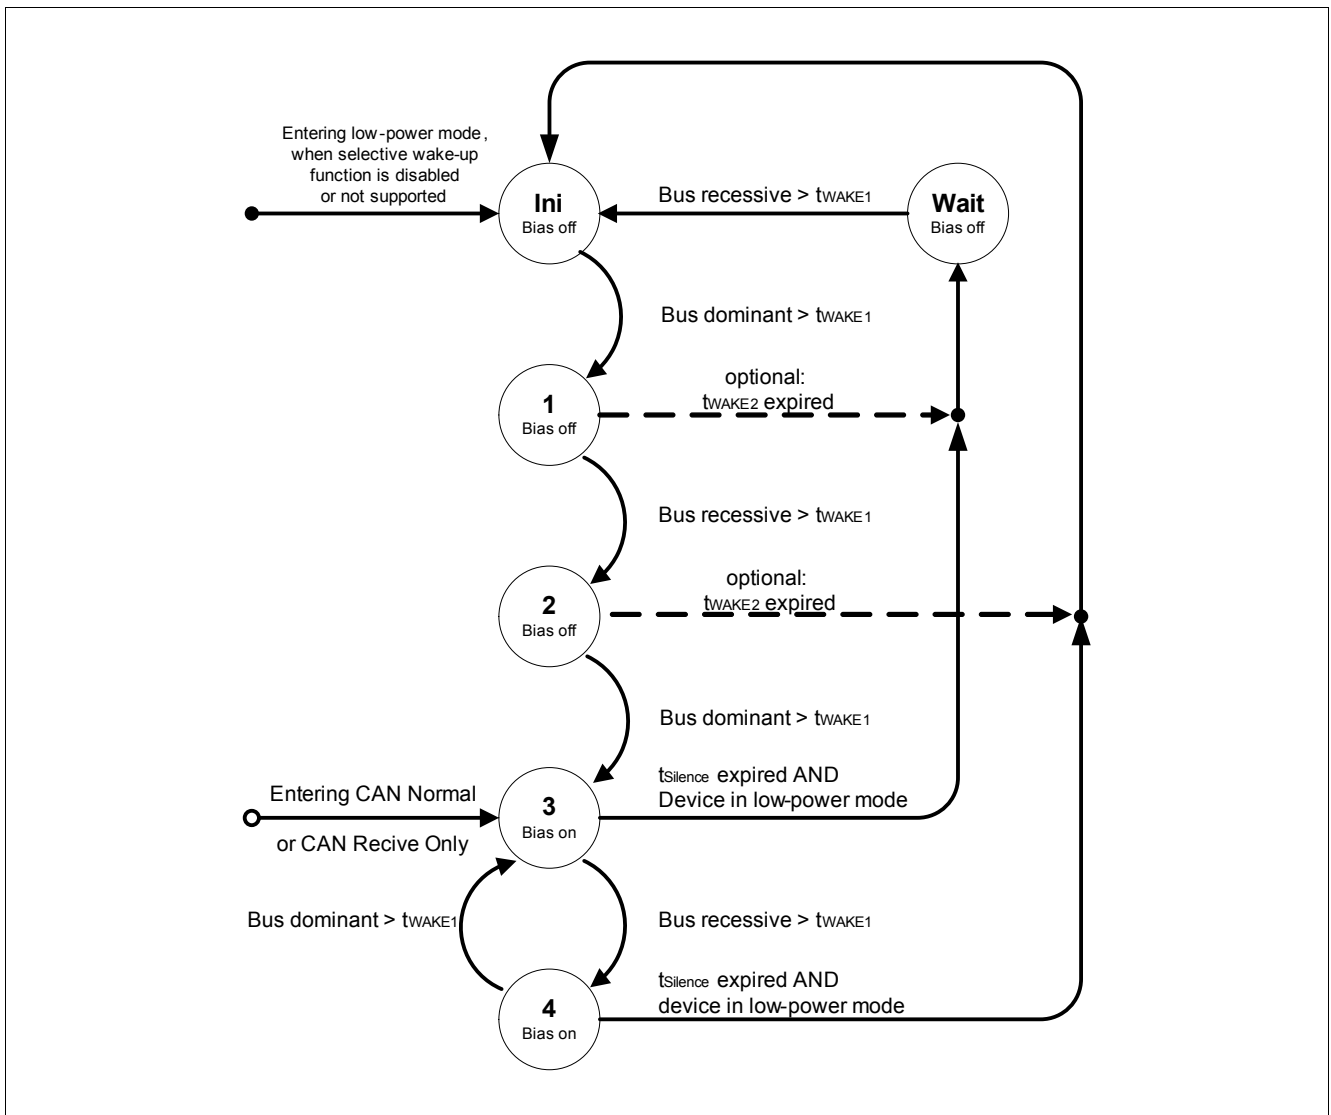 Entering low-power mode,
when selective wake-up
function is disabled
or not supported
Ini
Bias off
Bus recessive > tWAKE1
Wait
Bias off
Bus dominant > tWAKE1
1
Bias off
optional:
tWAKE2 expired
Bus recessive > tWAKE1
2
Bias off
optional:
tWAKE2 expired
Bus dominant > tWAKE1
Entering CAN Normal
or CAN Recive Only
3
Bias on
tSilence expired AND
Device in low-power mode
Bus dominant > tWAKE1
Bus recessive > tWAKE1
4
Bias on
tSilence expired AND
device in low-power mode